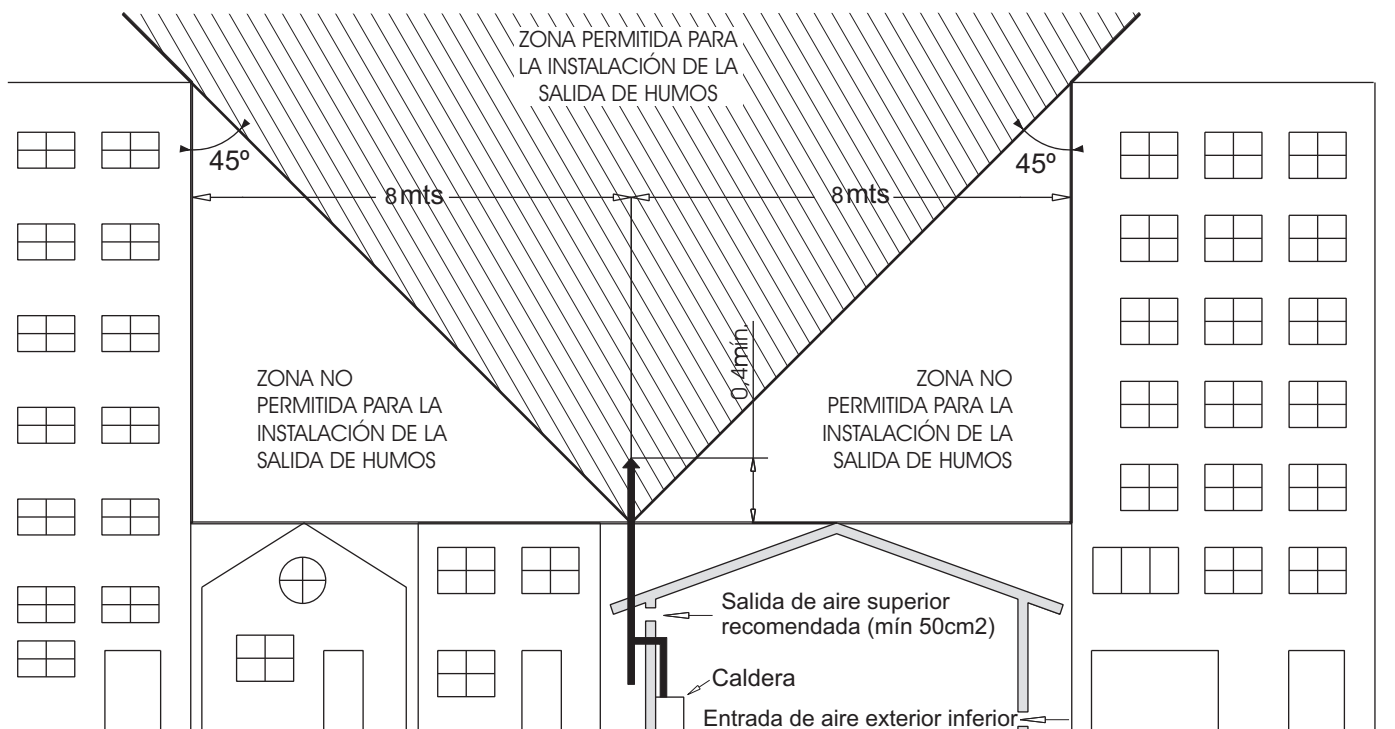 ZONA PERMITIDA PARA
LA INSTALACIÓN DE LA
SALIDA DE HUMOS
45º
45º
8mts
8mts
0,4mín.
ZONA NO
PERMITIDA PARA LA
INSTALACIÓN DE LA
SALIDA DE HUMOS
ZONA NO
PERMITIDA PARA LA
INSTALACIÓN DE LA
SALIDA DE HUMOS
Salida de aire superior
recomendada (mín 50cm2)
Caldera
Entrada de aire exterior inferior